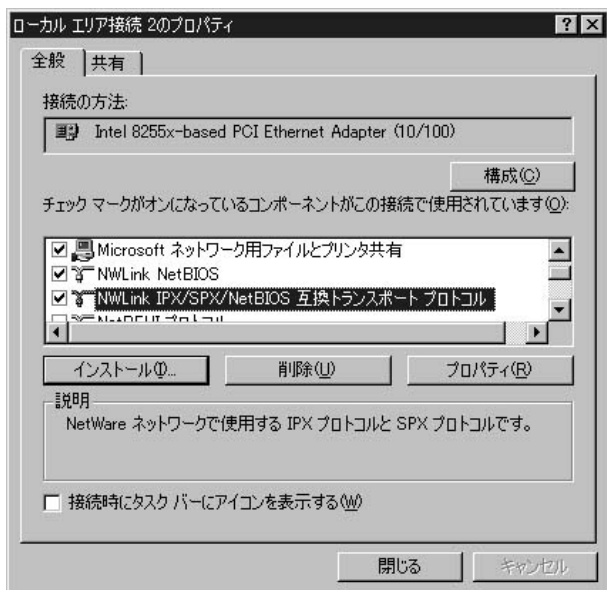 ローカル エリア接続 2のプロパティ
全般
共有
接続の方法:
Intel 8255x-based PCI Ethernet Adapter (10/100)
構成(C)
チェック マークがオンになっているコンポーネントがこの接続で使用されています(O):
Microsoft ネットワーク用ファイルとプリンタ共有
NWLink NetBIOS
NWLink IPX/SPX/NetBIOS 互換トランスポート プロトコル
NetBEUI プロトコル
インストール(I)...
削除(U)
プロパティ(R)
説明
NetWare ネットワークで使用する IPX プロトコルと SPX プロトコルです。
接続時にタスク バーにアイコンを表示する(W)
閉じる
キャンセル